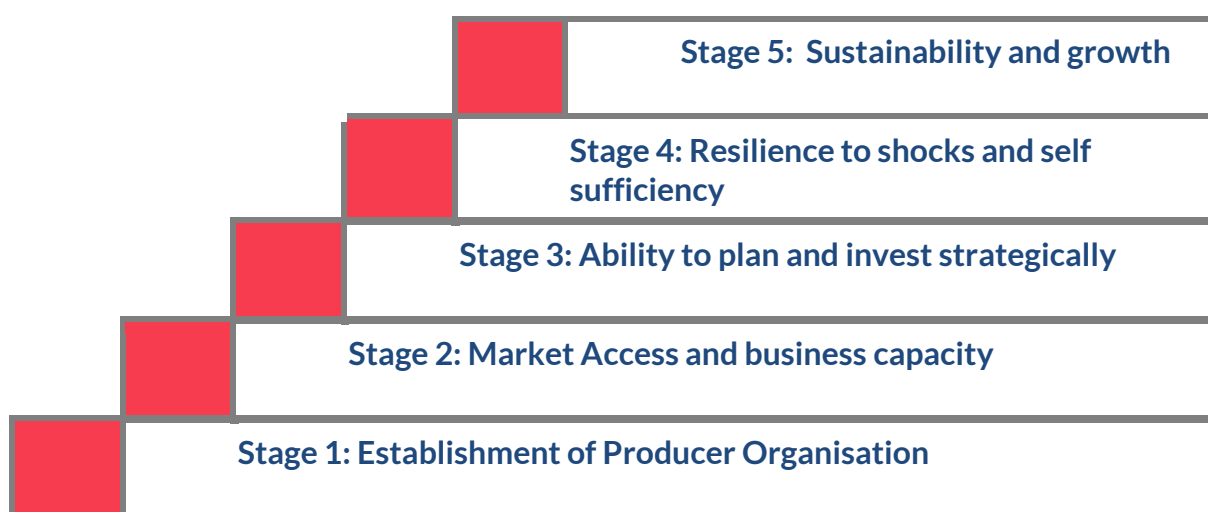 Stage 5:  Sustainability and growth
Stage 4: Resilience to shocks and self
sufficiency
Stage 3: Ability to plan and invest strategically
Stage 2: Market Access and business capacity
Stage 1: Establishment of Producer Organisation